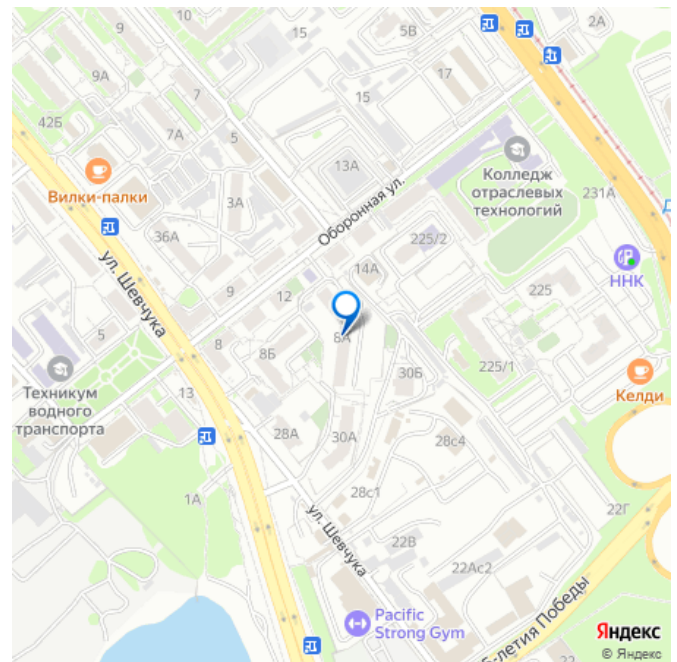 10
15
5В
2А
9А
17
7
42Б
15
7А
5
13А
Колледж
отраслевых
технологий
Вилки-палки
3А
231А
36А
Оборонная ул.
225/2
ул. Шевчука
14А
ННК
9
12
225
5
8
8Б
225/1
Техникум
водного
транспорта
13
30Б
Келди
28А
30А
28с4
1А
28с1
22Г
ул. Шевчука
22В
22Ас2
Pacific
Strong Gym
-летия Победы
Яндекс
© Яндекс